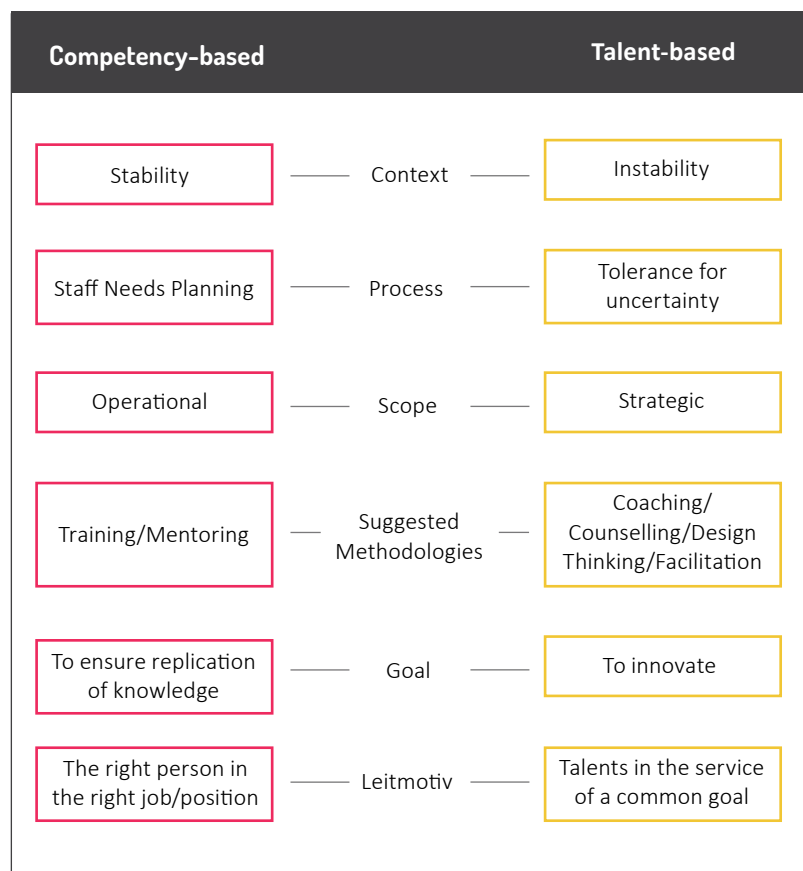 Competency-based
Talent-based
Stability
Context
Instability
Staff Needs Planning
Process
Tolerance for
uncertainty
Operational
Scope
Strategic
Training/Mentoring
Suggested
Methodologies
Coaching/
Counselling/Design
Thinking/Facilitation
To ensure replication
of knowledge
Goal
To innovate
The right person in
the right job/position
Leitmotiv
Talents in the service
of a common goal